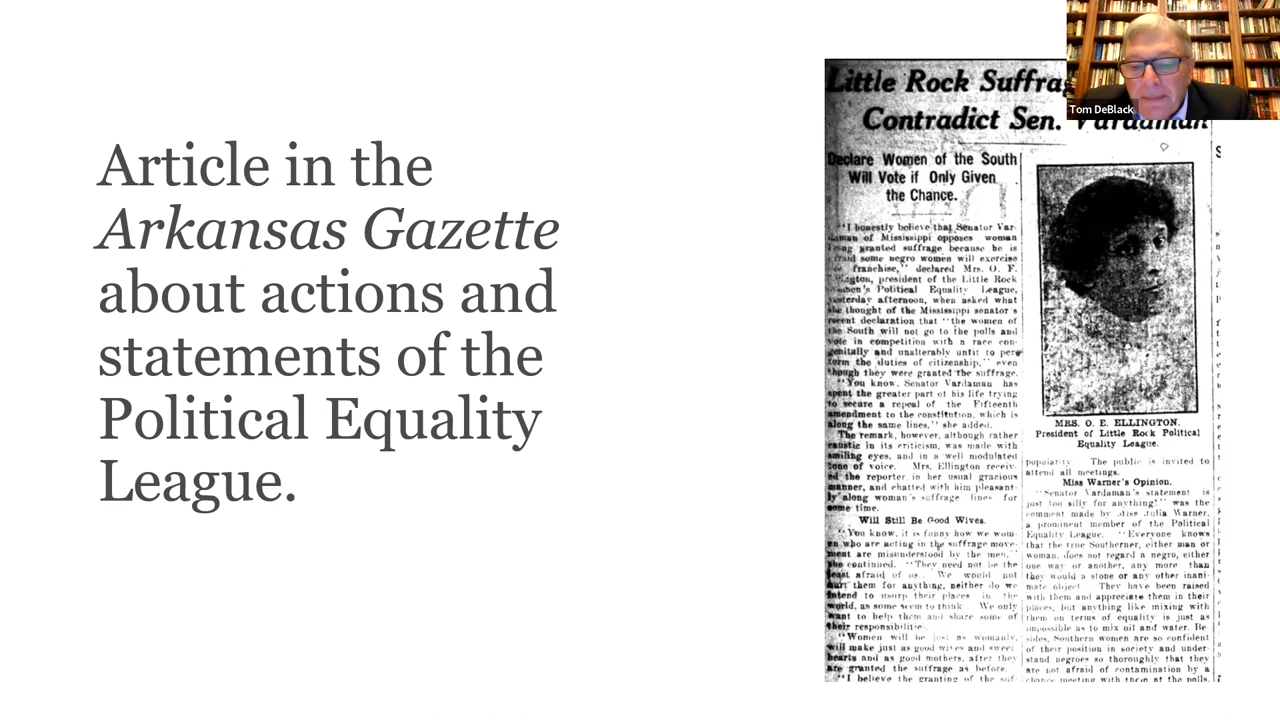 Article in the
Arkansas Gazette
about actions and
statements of the
Political Equality
League.
Tom DeBlack
Little Rock Suffrag
Contradict Sen. Vardaman
Declare Women of the South
Will Vote if Only Given
the Chance.
"I honestly believe that Senator Var-
daman of Mississippi opposes woman
being granted suffrage because he is
afraid some negro women will exercise
the franchise," declared Mrs. O. F.
Ellington, president of the Little Rock
Women's Political Equality League,
yesterday afternoon, when asked what
she thought of the Mississippi senator's
recent declaration that "the women of
the South will not go to the polls and
vote in competition with a race con-
genitally and unalterably unfit to per-
form the duties of citizenship," even
though they were granted the suffrage.
"You know, Senator Vardaman has
spent the greater part of his life trying
to secure a repeal of the Fifteenth
amendment to the constitution, which is
along the same lines," she added.
The remark, however, although rather
caustic in its criticism, was made with
smiling eyes, and in a well modulated
tone of voice. Mrs. Ellington receiv-
ed the reporter in her usual gracious
manner, and chatted with him pleasant-
ly along woman's suffrage lines for
some time.
Will Still Be Good Wives.
"You know, it is funny how we wom-
en who are acting in the suffrage move-
ment are misunderstood by the men,"
she continued. "They need not be the
least afraid of us. We would not
hurt them for anything, neither do we
intend to usurp their places in the
world, as some seem to think. We only
want to help them and share some of
their responsibilities.
"Women will be just as womanly,
will make just as good wives and sweet
hearts and as good mothers, after they
are granted the suffrage as before.
"I believe the granting of the suf-
MRS. O. E. ELLINGTON.
President of Little Rock Political
Equality League.
popularity. The public is invited to
attend all meetings.
Miss Warner's Opinion.
"Senator Vardaman's statement is
just too silly for anything!" was the
comment made by Miss Julia Warner,
a prominent member of the Political
Equality League. "Everyone knows
that the true Southerner, either man or
woman, does not regard a negro, either
one way or another, any more than
they would a stone or any other inani-
mate object. They have been raised
with them and appreciate them in their
places, but anything like mixing with
them on terms of equality is just as
impossible as to mix oil and water. Be-
sides, Southern women are so confident
of their position in society and under-
stand negroes so thoroughly that they
are not afraid of contamination by a
chance meeting with them at the polls.